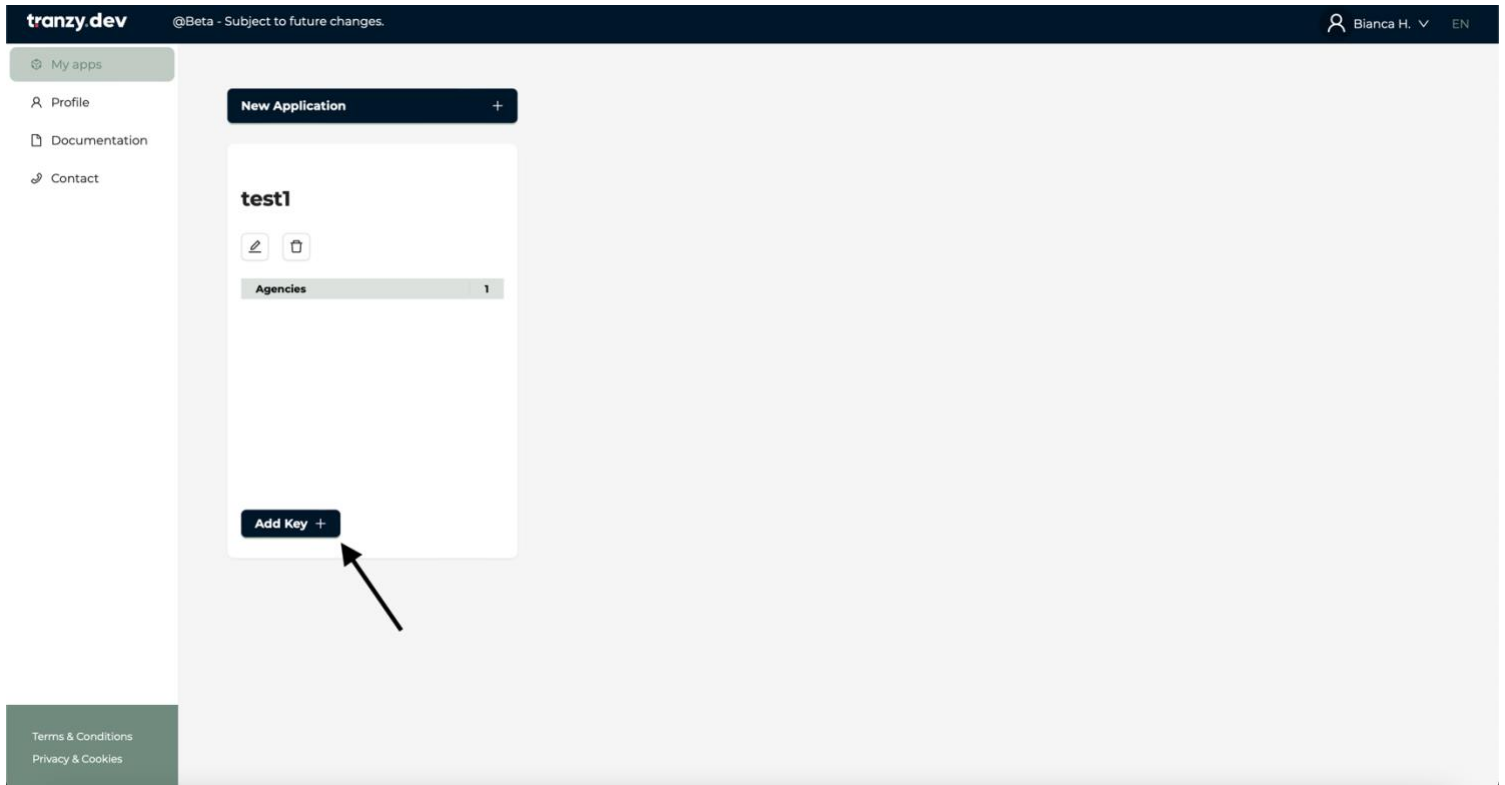 tranzy.dev @Beta - Subject to future changes. Bianca H. EN
My apps
Profile
Documentation
Contact
New Application +
test1
Agencies 1
Add Key +
Terms & Conditions
Privacy & Cookies